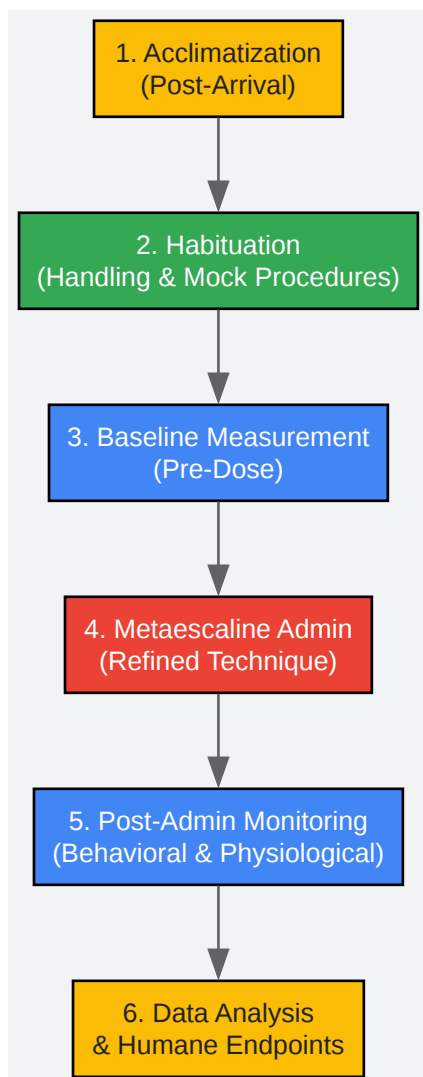 1. Acclimatization
(Post-Arrival)
2. Habituation
(Handling & Mock Procedures)
3. Baseline Measurement
(Pre-Dose)
4. Metaescaline Admin
(Refined Technique)
5. Post-Admin Monitoring
(Behavioral & Physiological)
6. Data Analysis
& Humane Endpoints